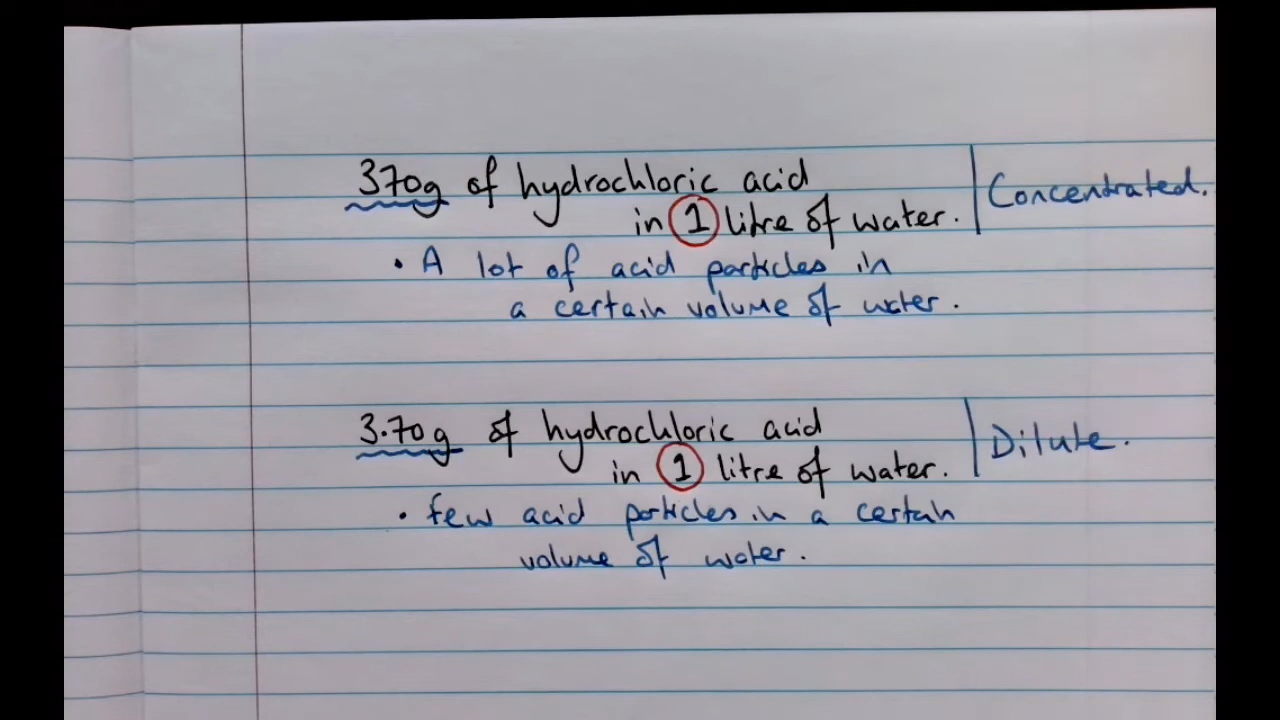 370g of hydrochloric acid
in 1 litre of water.
Concentrated.
• A lot of acid particles in
a certain volume of water.
3.70g of hydrochloric acid
in 1 litre of water.
Dilute.
• few acid particles in a certain
volume of water.